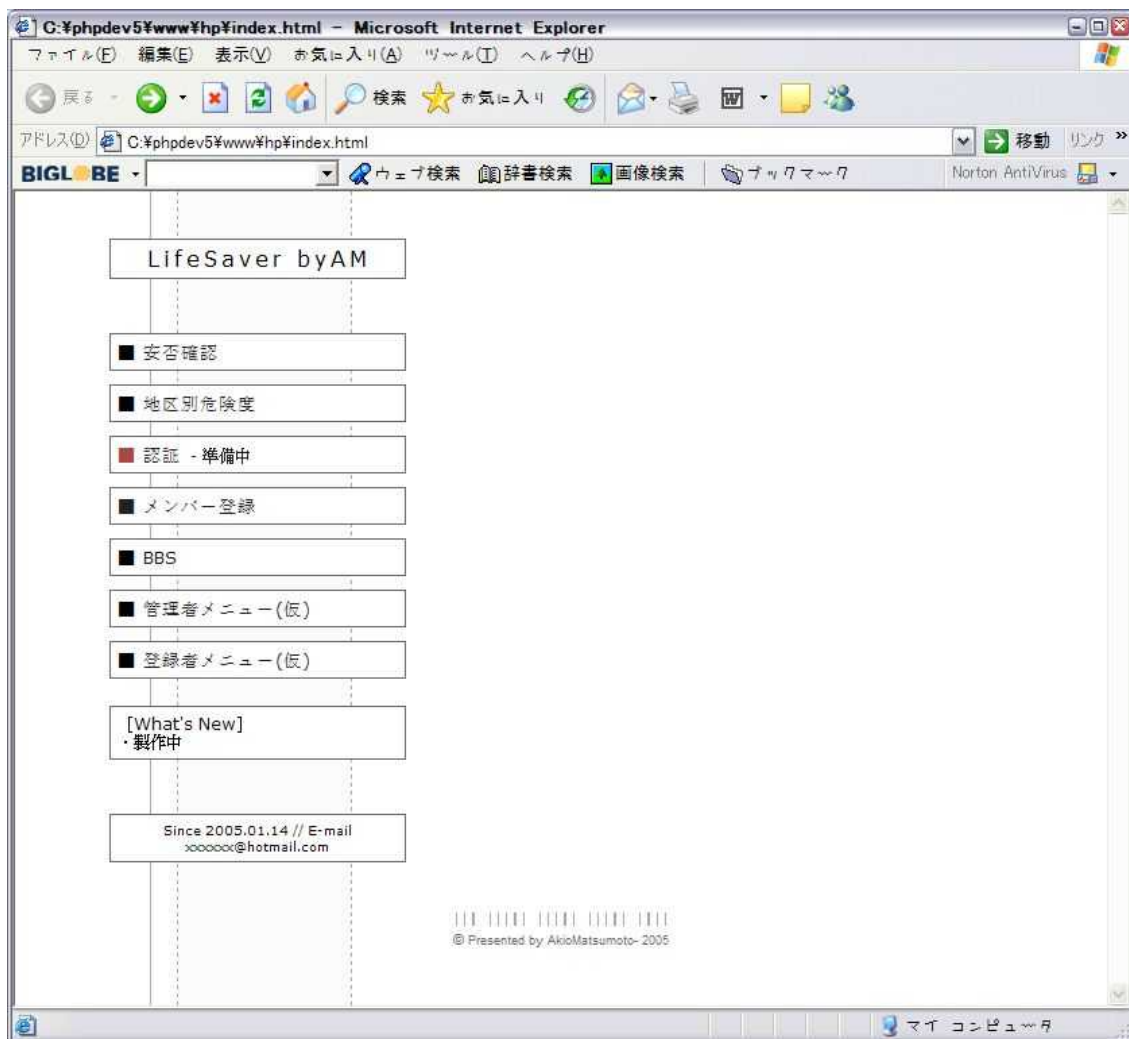 C:¥phpdev5¥www¥hp¥index.html - Microsoft Internet Explorer
ファイル(F) 編集(E) 表示(V) お気に入り(A) ツール(T) ヘルプ(H)
戻る 検索 お気に入り
アドレス(D) C:¥phpdev5¥www¥hp¥index.html 移動 リンク »
BIGLOBE ウェブ検索 辞書検索 画像検索 ブックマーク Norton AntiVirus
LifeSaver byAM
■ 安否確認
■ 地区別危険度
■ 認証 - 準備中
■ メンバー登録
■ BBS
■ 管理者メニュー(仮)
■ 登録者メニュー(仮)
[What's New]
・製作中
Since 2005.01.14 // E-mail
xxxxxx@hotmail.com
© Presented by AkioMatsumoto- 2005
マイ コンピュータ